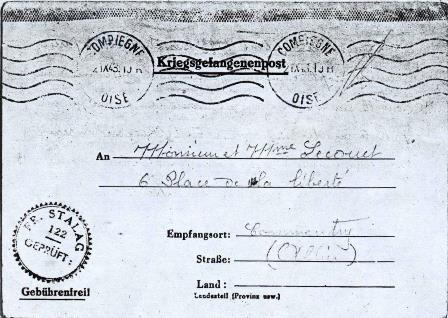 COMPIEGNE COMPIEGNE
OISE OISE
Kriegsgefangenenpost
An Monsieur et Mme Lecouet
6 Place de la liberté
FR. STALAG
122
GEPRÜFT
Empfangsort: Commentry
Straße: (Allier)
Gebührenfrei!
Land:
Landesteil (Provinz usw.)